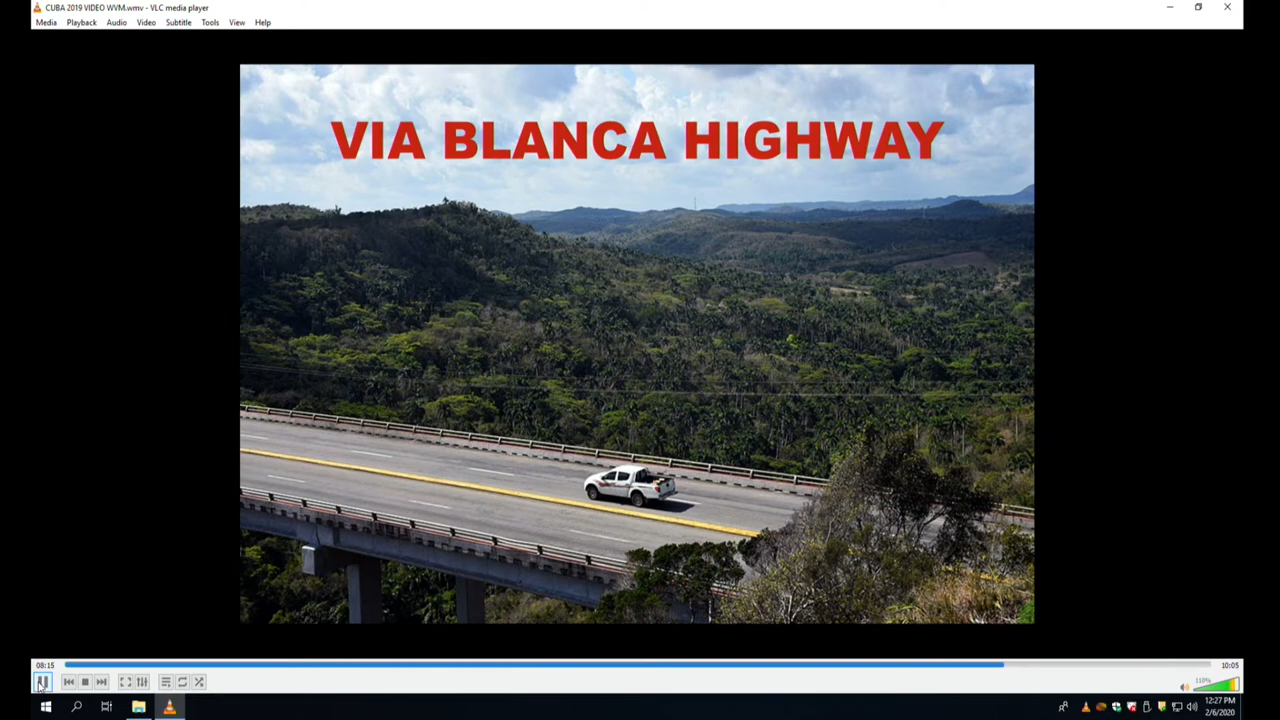 CUBA 2019 VIDEO WVM.wmv - VLC media player
Media Playback Audio Video Subtitle Tools View Help
VIA BLANCA HIGHWAY
08:15
10:05
110%
12:27 PM
2/6/2020